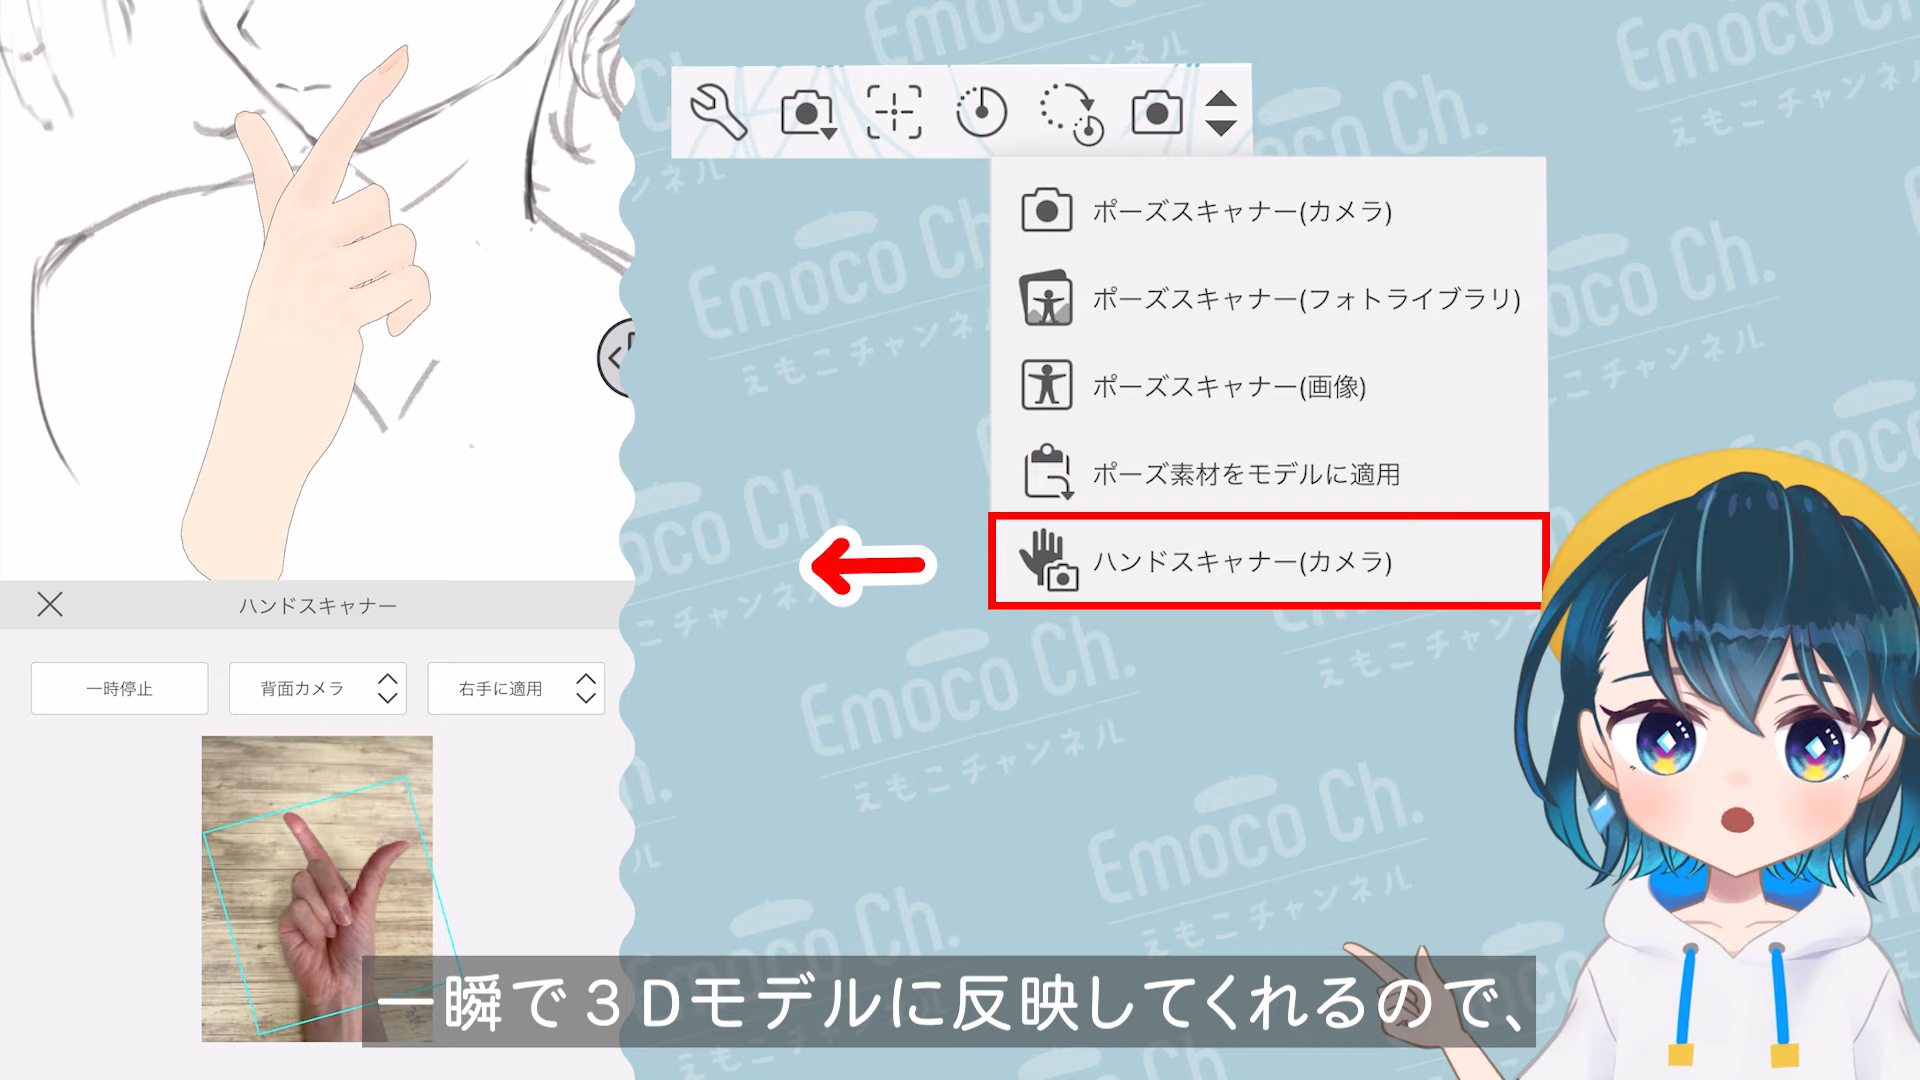 Emoco Ch.
えもこチャンネル
ポーズスキャナー(カメラ)
ポーズスキャナー(フォトライブラリ)
ポーズスキャナー(画像)
ポーズ素材をモデルに適用
ハンドスキャナー(カメラ)
ハンドスキャナー
一時停止
背面カメラ
右手に適用
一瞬で３Dモデルに反映してくれるので、